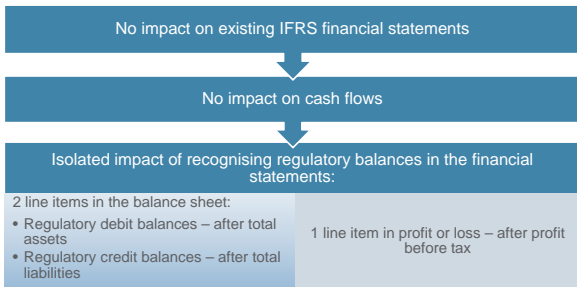 No impact on existing IFRS financial statements
No impact on cash flows
Isolated impact of recognising regulatory balances in the financial
statements:
2 line items in the balance sheet:
• Regulatory debit balances – after total
assets
• Regulatory credit balances – after total
liabilities
1 line item in profit or loss – after profit
before tax